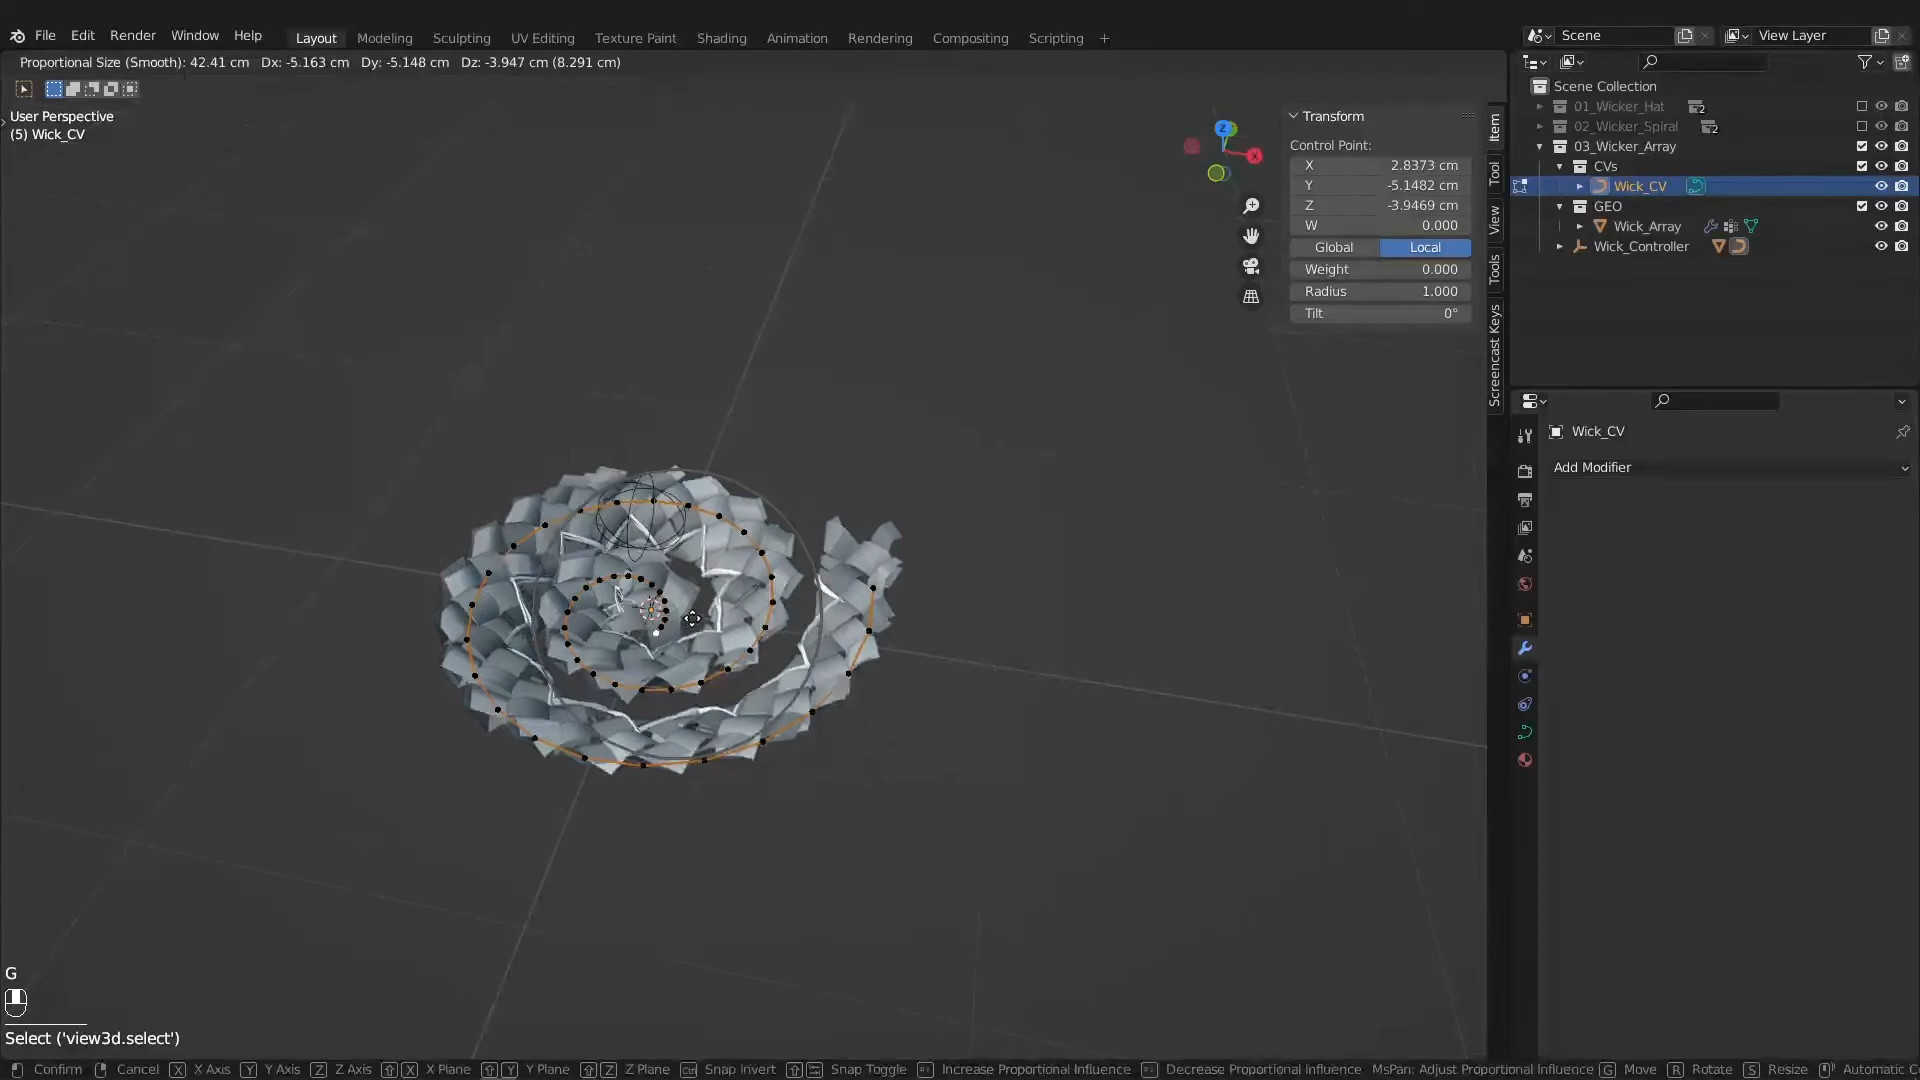 File Edit Render Window Help Layout Modeling Sculpting UV Editing Texture Paint Shading Animation Rendering Compositing Scripting +
Scene
View Layer
Proportional Size (Smooth): 42.41 cm Dx: -5.163 cm Dy: -5.148 cm Dz: -3.947 cm (8.291 cm)
User Perspective
(5) Wick_CV
Z
X
Transform
Control Point:
X 2.8373 cm
Y -5.1482 cm
Z -3.9469 cm
W 0.000
Global Local
Weight 0.000
Radius 1.000
Tilt 0°
Item
Tool
View
Tools
Screencast Keys
Scene Collection
01_Wicker_Hat 2
02_Wicker_Spiral 2
03_Wicker_Array
CVs
Wick_CV
GEO
Wick_Array
Wick_Controller
Wick_CV
Add Modifier
G
Select ('view3d.select')
Confirm Cancel X X Axis Y Y Axis Z Z Axis X X Plane Y Y Plane Z Z Plane Ctrl Snap Invert Snap Toggle Increase Proportional Influence Decrease Proportional Influence MsPan: Adjust Proportional Influence G Move R Rotate S Resize Automatic C